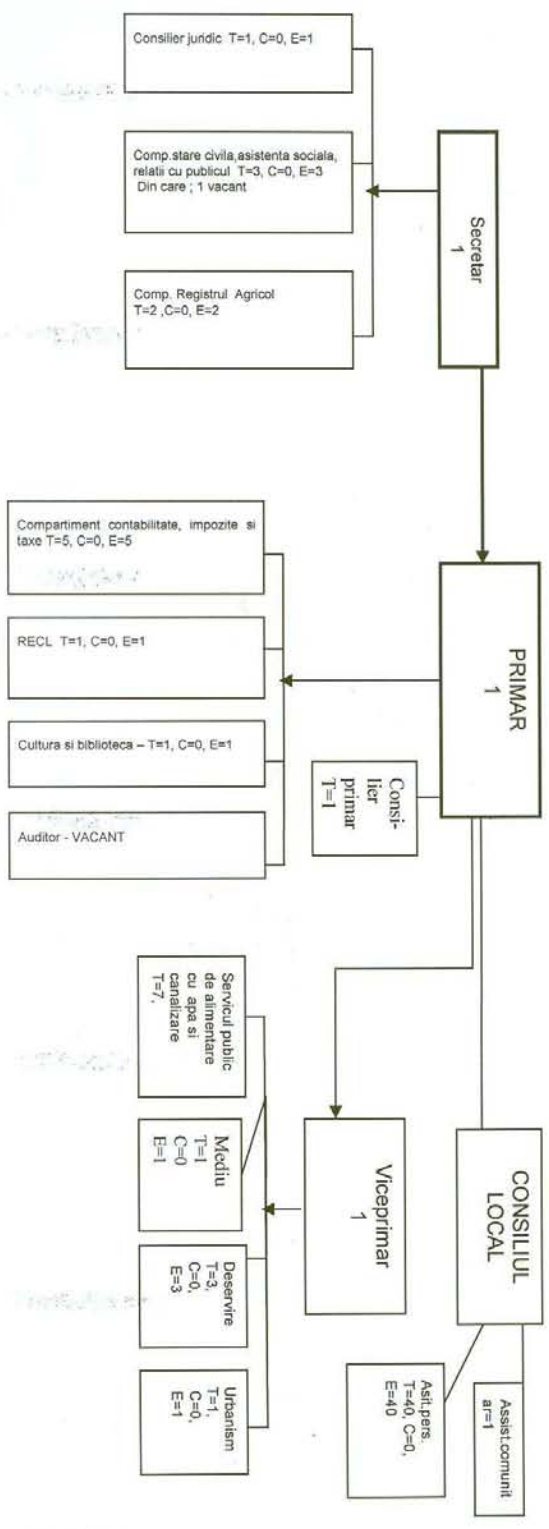 Secretar
1
Consilier juridic T=1, C=0, E=1
Comp.stare civila,asistenta sociala,
relatii cu publicul T=3, C=0, E=3
Din care ; 1 vacant
Comp. Registrul Agricol
T=2 ,C=0, E=2
PRIMAR
1
Consi-
lier
primar
T=1
Compartiment contabilitate, impozite si
taxe T=5, C=0, E=5
RECL T=1, C=0, E=1
Cultura si biblioteca – T=1, C=0, E=1
Auditor - VACANT
CONSILIUL
LOCAL
Assist.comunit
ar=1
Asit.pers.
T=40, C=0,
E=40
Viceprimar
1
Servicul public
de alimentare
cu apa si
canalizare
T=7,
Mediu
T=1
C=0
E=1
Deservire
T=3,
C=0,
E=3
Urbanism
T=1,
C=0,
E=1